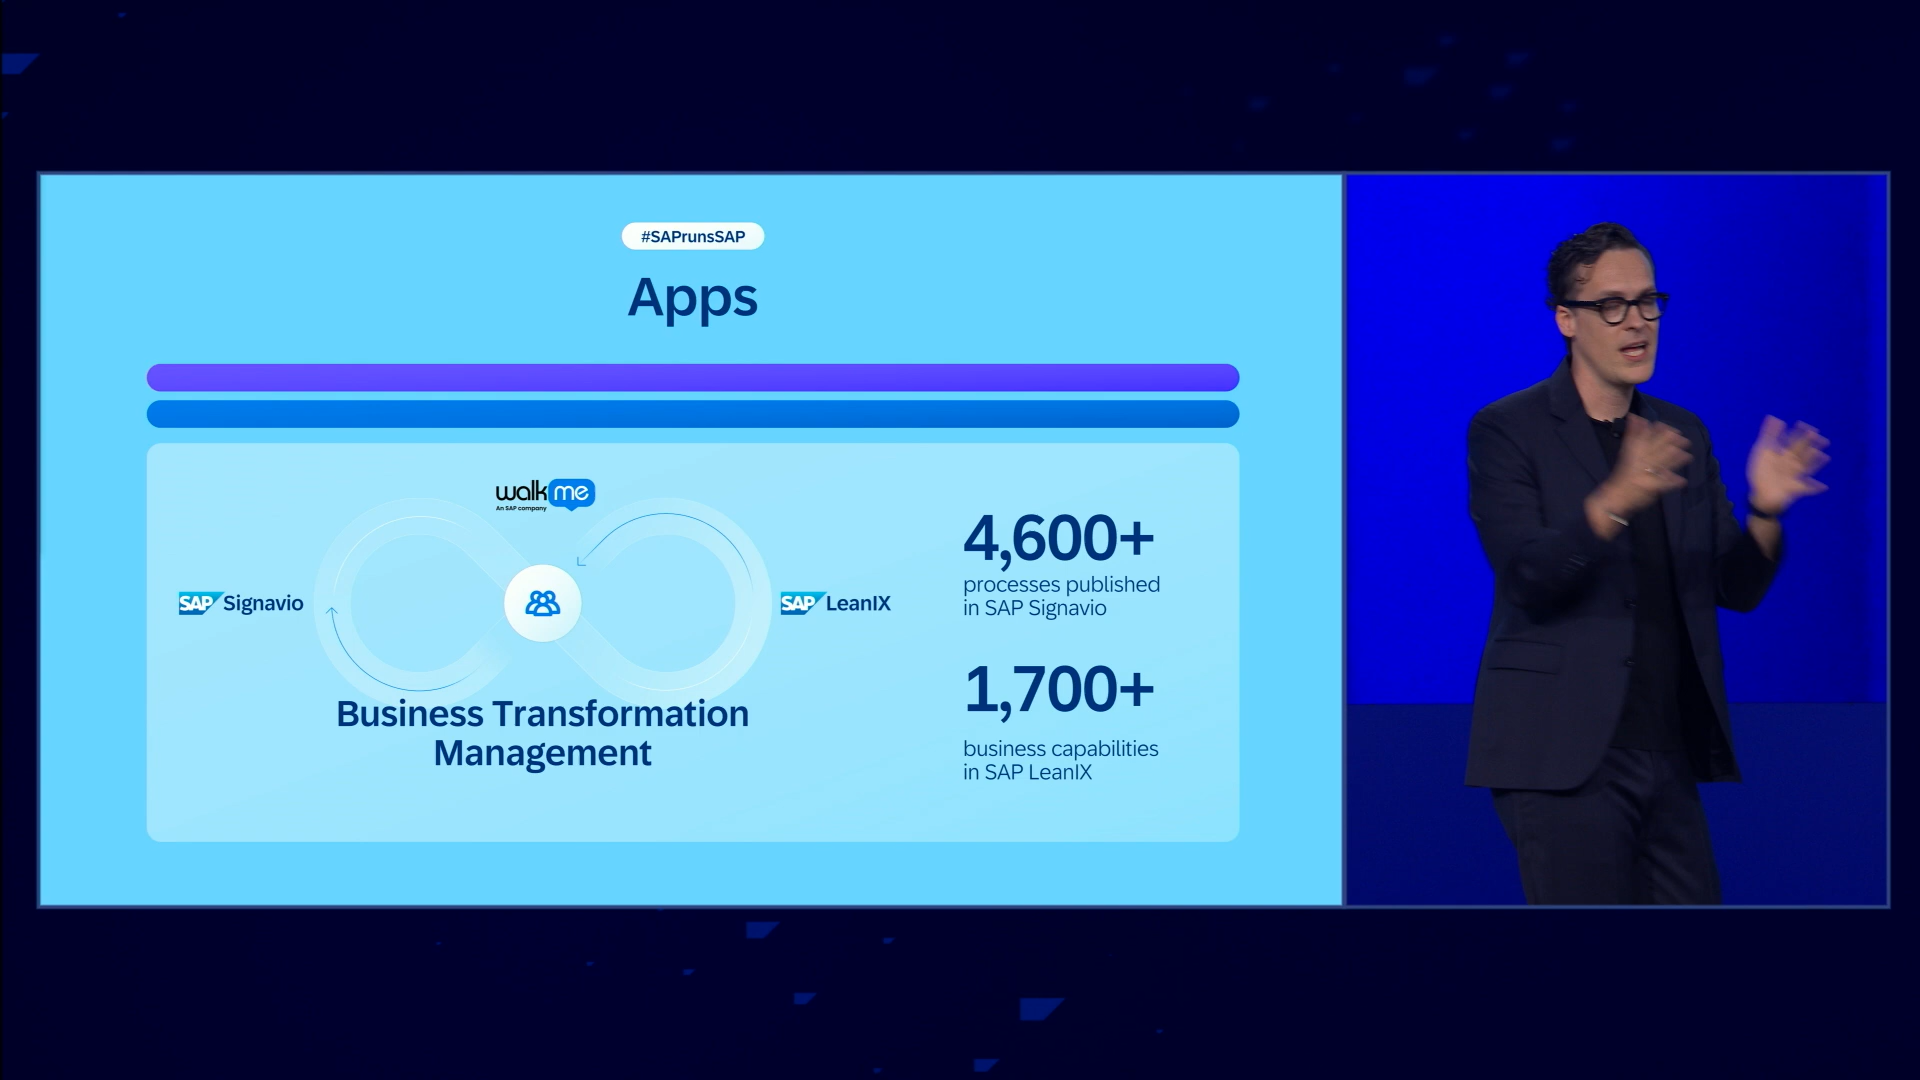 #SAPrunsSAP
Apps
walkme
An SAP company
SAP Signavio
SAP LeanIX
Business Transformation
Management
4,600+
processes published
in SAP Signavio
1,700+
business capabilities
in SAP LeanIX